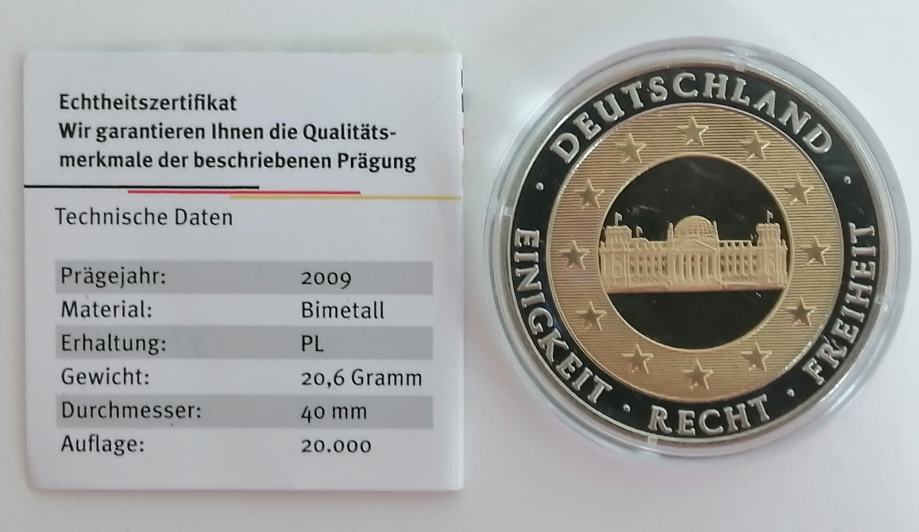 Echtheitszertifikat
Wir garantieren Ihnen die Qualitäts-
merkmale der beschriebenen Prägung
Technische Daten
Prägejahr: 2009
Material: Bimetall
Erhaltung: PL
Gewicht: 20,6 Gramm
Durchmesser: 40 mm
Auflage: 20.000
DEUTSCHLAND
EINIGKEIT · RECHT · FREIHEIT